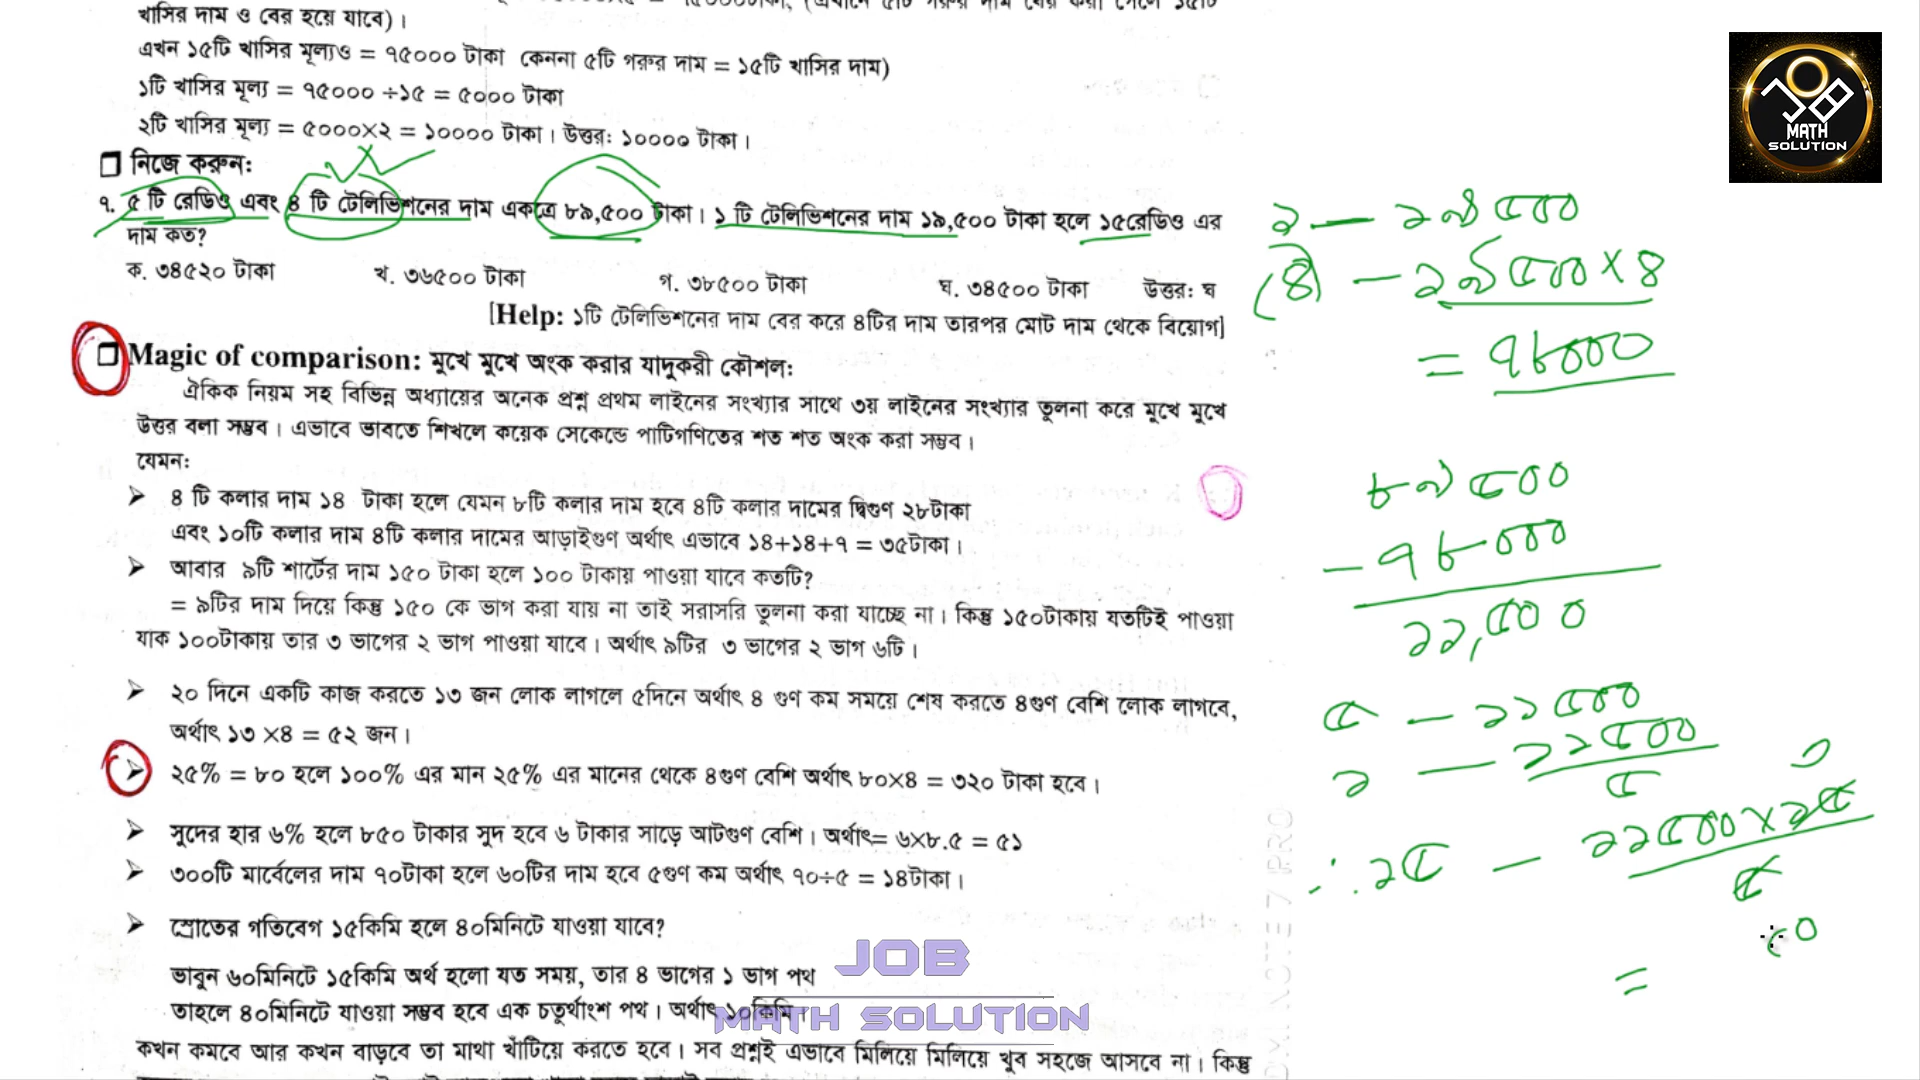 খাসির দাম ও বের হয়ে যাবে)।
এখন ১৫টি খাসির মূল্যও = ৭৫০০০ টাকা কেননা ৫টি গরুর দাম = ১৫টি খাসির দাম)
১টি খাসির মূল্য = ৭৫০০০ ÷১৫ = ৫০০০ টাকা
২টি খাসির মূল্য = ৫০০০×২ = ১০০০০ টাকা। উত্তর: ১০০০০ টাকা।
❑ নিজে করুন:
৭. ৫ টি রেডিও এবং ৪ টি টেলিভিশনের দাম একত্রে ৮৯,৫০০ টাকা। ১ টি টেলিভিশনের দাম ১৯,৫০০ টাকা হলে ১৫রেডিও এর
দাম কত?
ক. ৩৪৫২০ টাকা খ. ৩৬৫০০ টাকা গ. ৩৮৫০০ টাকা ঘ. ৩৪৫০০ টাকা উত্তর: ঘ
[Help: ১টি টেলিভিশনের দাম বের করে ৪টির দাম তারপর মোট দাম থেকে বিয়োগ]
❑ Magic of comparison: মুখে মুখে অংক করার যাদুকরী কৌশল:
ঐকিক নিয়ম সহ বিভিন্ন অধ্যায়ের অনেক প্রশ্ন প্রথম লাইনের সংখ্যার সাথে ৩য় লাইনের সংখ্যার তুলনা করে মুখে মুখে
উত্তর বলা সম্ভব। এভাবে ভাবতে শিখলে কয়েক সেকেন্ডে পাটিগণিতের শত শত অংক করা সম্ভব।
যেমন:
➢ ৪ টি কলার দাম ১৪ টাকা হলে যেমন ৮টি কলার দাম হবে ৪টি কলার দামের দ্বিগুণ ২৮টাকা
এবং ১০টি কলার দাম ৪টি কলার দামের আড়াইগুণ অর্থাৎ এভাবে ১৪+১৪+৭ = ৩৫টাকা।
➢ আবার ৯টি শার্টের দাম ১৫০ টাকা হলে ১০০ টাকায় পাওয়া যাবে কতটি?
= ৯টির দাম দিয়ে কিন্তু ১৫০ কে ভাগ করা যায় না তাই সরাসরি তুলনা করা যাচ্ছে না। কিন্তু ১৫০টাকায় যতটিই পাওয়া
যাক ১০০টাকায় তার ৩ ভাগের ২ ভাগ পাওয়া যাবে। অর্থাৎ ৯টির ৩ ভাগের ২ ভাগ ৬টি।
➢ ২০ দিনে একটি কাজ করতে ১৩ জন লোক লাগলে ৫দিনে অর্থাৎ ৪ গুণ কম সময়ে শেষ করতে ৪গুণ বেশি লোক লাগবে,
অর্থাৎ ১৩ ×৪ = ৫২ জন।
➢ ২৫% = ৮০ হলে ১০০% এর মান ২৫% এর মানের থেকে ৪গুণ বেশি অর্থাৎ ৮০×৪ = ৩২০ টাকা হবে।
➢ সুদের হার ৬% হলে ৮৫০ টাকার সুদ হবে ৬ টাকার সাড়ে আটগুণ বেশি। অর্থাৎ= ৬×৮.৫ = ৫১
➢ ৩০০টি মার্বেলের দাম ৭০টাকা হলে ৬০টির দাম হবে ৫গুণ কম অর্থাৎ ৭০÷৫ = ১৪টাকা।
➢ স্রোতের গতিবেগ ১৫কিমি হলে ৪০মিনিটে যাওয়া যাবে?
ভাবুন ৬০মিনিটে ১৫কিমি অর্থ হলো যত সময়, তার ৪ ভাগের ১ ভাগ পথ
তাহলে ৪০মিনিটে যাওয়া সম্ভব হবে এক চতুর্থাংশ পথ। অর্থাৎ ১০কিমি।
কখন কমবে আর কখন বাড়বে তা মাথা খাঁটিয়ে করতে হবে। সব প্রশ্নই এভাবে মিলিয়ে মিলিয়ে খুব সহজে আসবে না। কিন্তু
JOB
MATH SOLUTION
MATH
SOLUTION
১ — ১৯৫০০
(৪) — ১৯৫০০×৪
= ৭৮০০০
৮৯৫০০
- ৭৮০০০
১১,৫০০
৫ — ১১৫০০
১ — ১১৫০০
৫
∴ ১৫ — ১১৫০০×১৫
৫
=